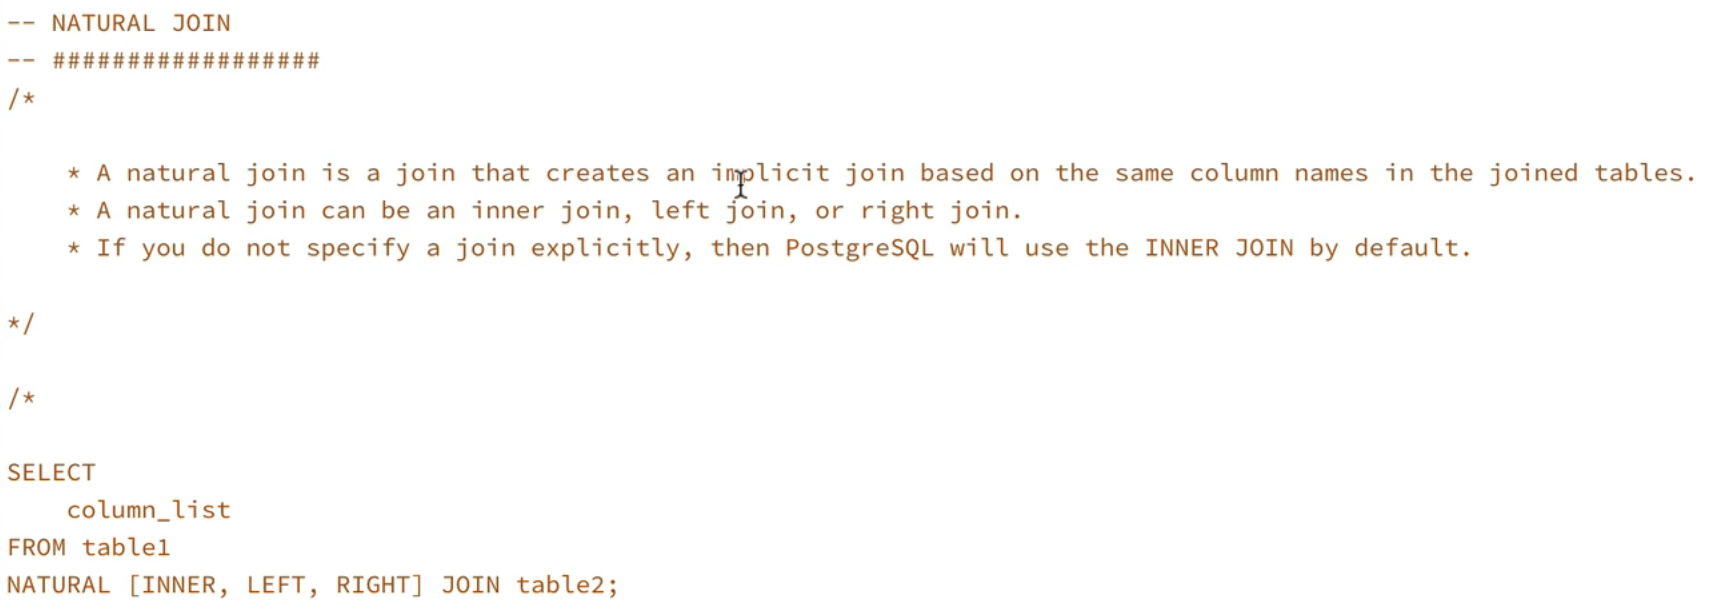 -- NATURAL JOIN
-- ##################
/*
* A natural join is a join that creates an implicit join based on the same column names in the joined tables.
* A natural join can be an inner join, left join, or right join.
* If you do not specify a join explicitly, then PostgreSQL will use the INNER JOIN by default.
*/
/*
SELECT
column_list
FROM table1
NATURAL [INNER, LEFT, RIGHT] JOIN table2;